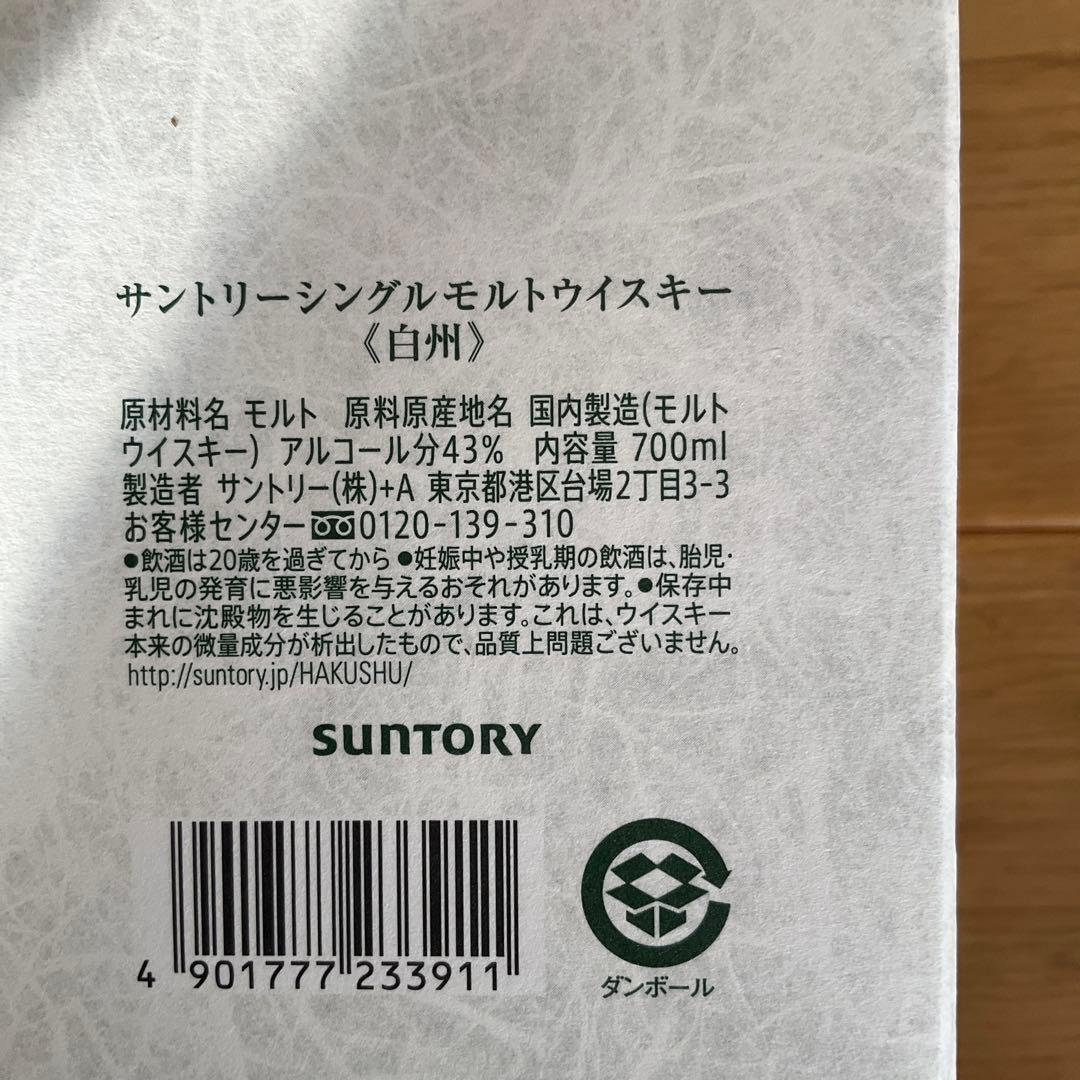 サントリーシングルモルトウイスキー
《白州》
原材料名 モルト 原料原産地名 国内製造(モルト
ウイスキー) アルコール分43% 内容量 700ml
製造者 サントリー(株)+A 東京都港区台場2丁目3-3
お客様センター 0120-139-310
●飲酒は20歳を過ぎてから ●妊娠中や授乳期の飲酒は、胎児・
乳児の発育に悪影響を与えるおそれがあります。●保存中
まれに沈殿物を生じることがあります。これは、ウイスキー
本来の微量成分が析出したもので、品質上問題ございません。
http://suntory.jp/HAKUSHU/
SUNTORY
4 901777 233911
ダンボール